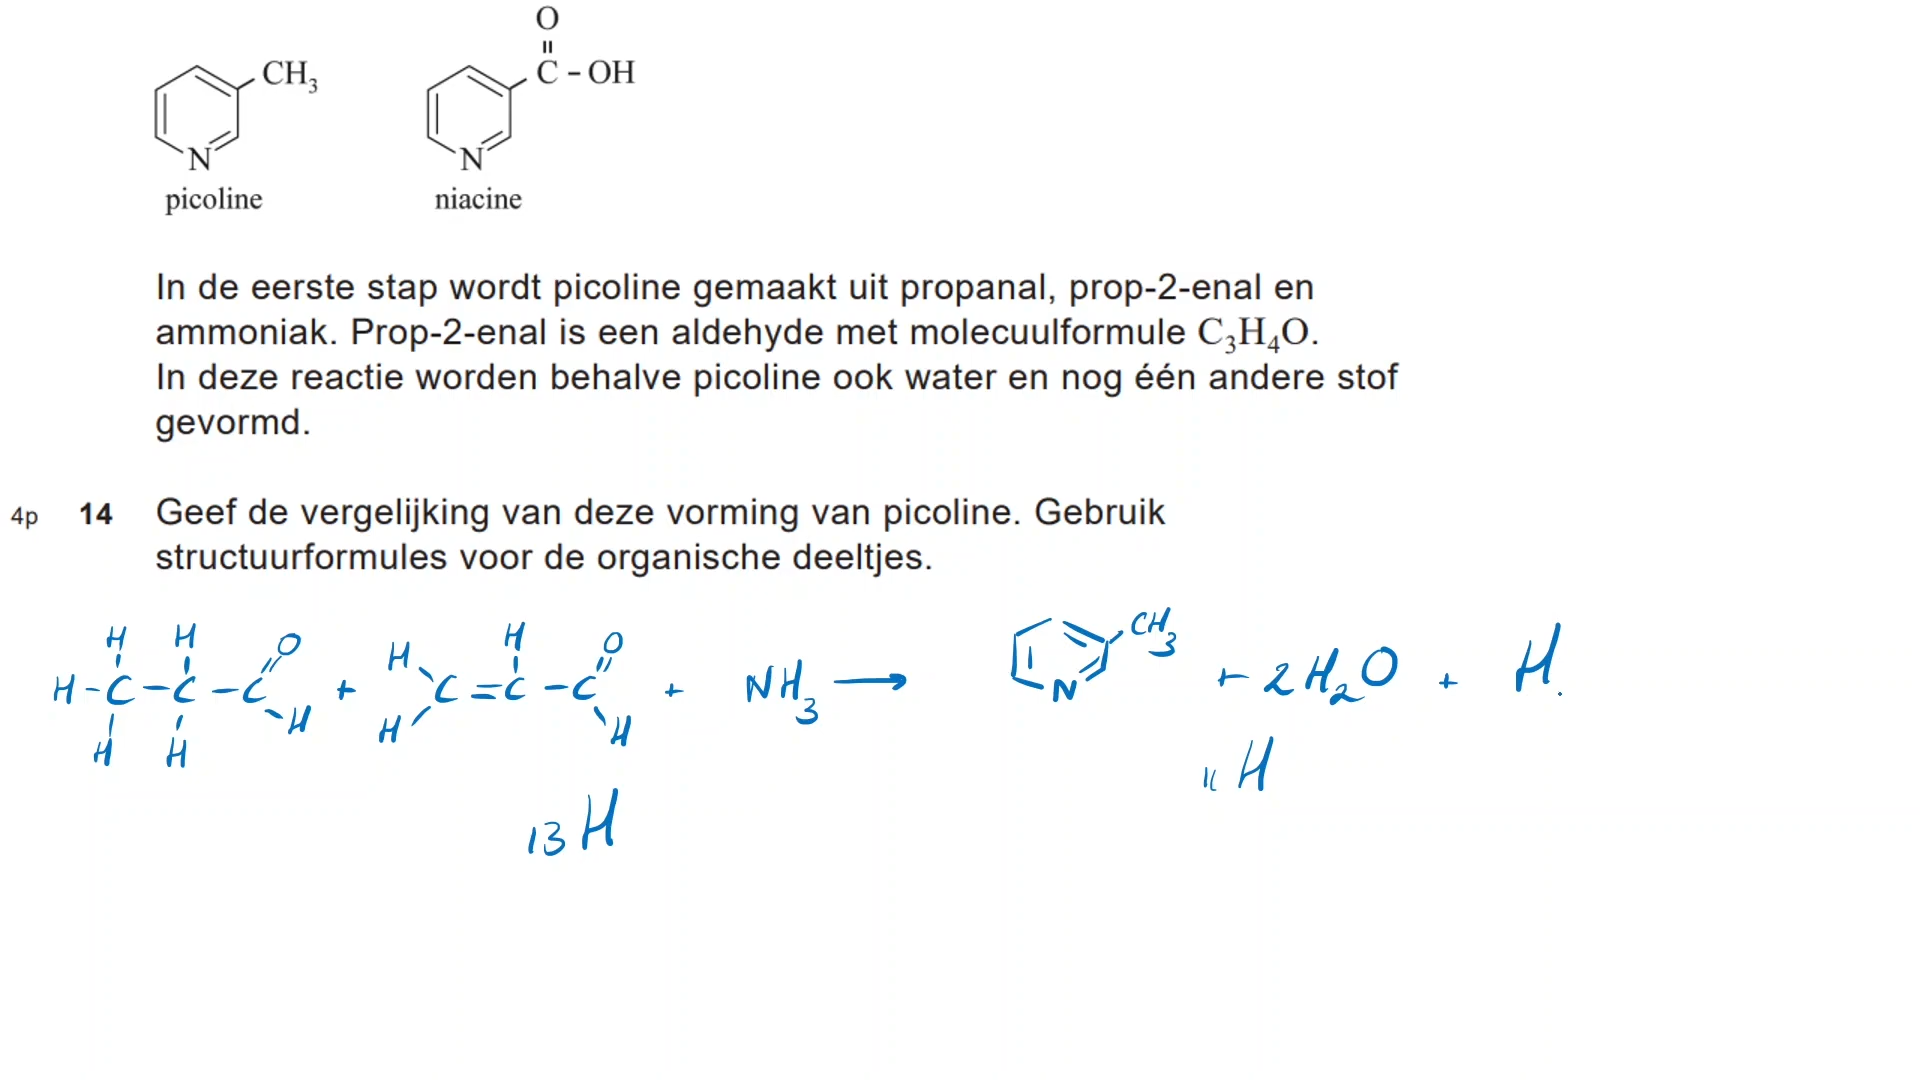 O
CH3 C - OH
N N
picoline niacine
In de eerste stap wordt picoline gemaakt uit propanal, prop-2-enal en
ammoniak. Prop-2-enal is een aldehyde met molecuulformule C3H4O.
In deze reactie worden behalve picoline ook water en nog één andere stof
gevormd.
4p 14 Geef de vergelijking van deze vorming van picoline. Gebruik
structuurformules voor de organische deeltjes.
H H O H H O CH3
H-C-C-C + C=C-C + NH3 → N + 2H2O + H.
H H H H H
11 H
13 H